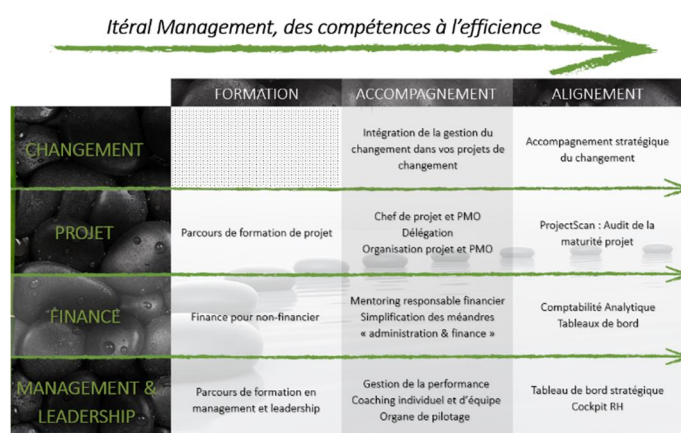 Itéral Management, des compétences à l'efficience
FORMATION
ACCOMPAGNEMENT
ALIGNEMENT
CHANGEMENT
Intégration de la gestion du
changement dans vos projets de
changement
Accompagnement stratégique
du changement
PROJET
Parcours de formation de projet
Chef de projet et PMO
Délégation
Organisation projet et PMO
ProjectScan : Audit de la
maturité projet
FINANCE
Finance pour non-financier
Mentoring responsable financier
Simplification des méandres
« administration & finance »
Comptabilité Analytique
Tableaux de bord
MANAGEMENT &
LEADERSHIP
Parcours de formation en
management et leadership
Gestion de la performance
Coaching individuel et d'équipe
Organe de pilotage
Tableau de bord stratégique
Cockpit RH